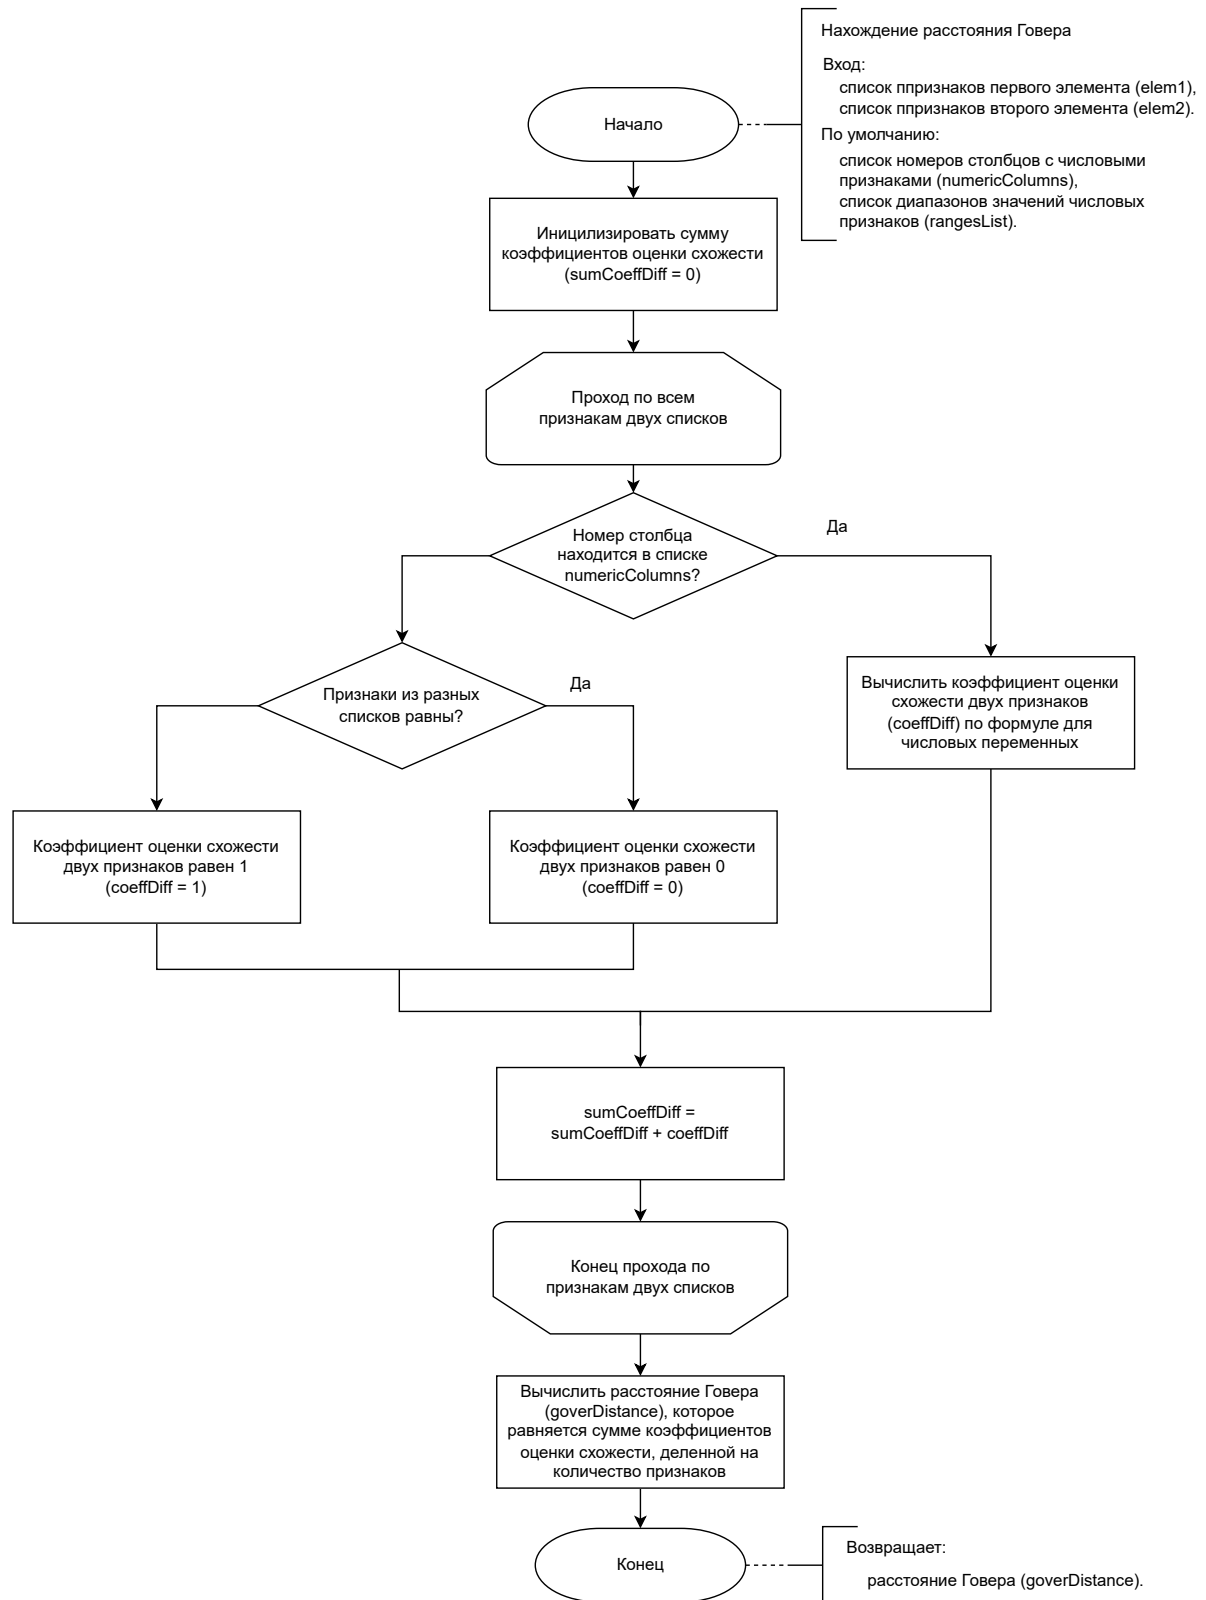 Нахождение расстояния Говера
Вход:
список ппризнаков первого элемента (elem1),
список ппризнаков второго элемента (elem2).
По умолчанию:
список номеров столбцов с числовыми
признаками (numericColumns),
список диапазонов значений числовых
признаков (rangesList).
Начало
Иницилизировать сумму
коэффициентов оценки схожести
(sumCoeffDiff = 0)
Проход по всем
признакам двух списков
Номер столбца
находится в списке
numericColumns?
Да
Признаки из разных
списков равны?
Да
Вычислить коэффициент оценки
схожести двух признаков
(coeffDiff) по формуле для
числовых переменных
Коэффициент оценки схожести
двух признаков равен 1
(coeffDiff = 1)
Коэффициент оценки схожести
двух признаков равен 0
(coeffDiff = 0)
sumCoeffDiff =
sumCoeffDiff + coeffDiff
Конец прохода по
признакам двух списков
Вычислить расстояние Говера
(goverDistance), которое
равняется сумме коэффициентов
оценки схожести, деленной на
количество признаков
Конец
Возвращает:
расстояние Говера (goverDistance).